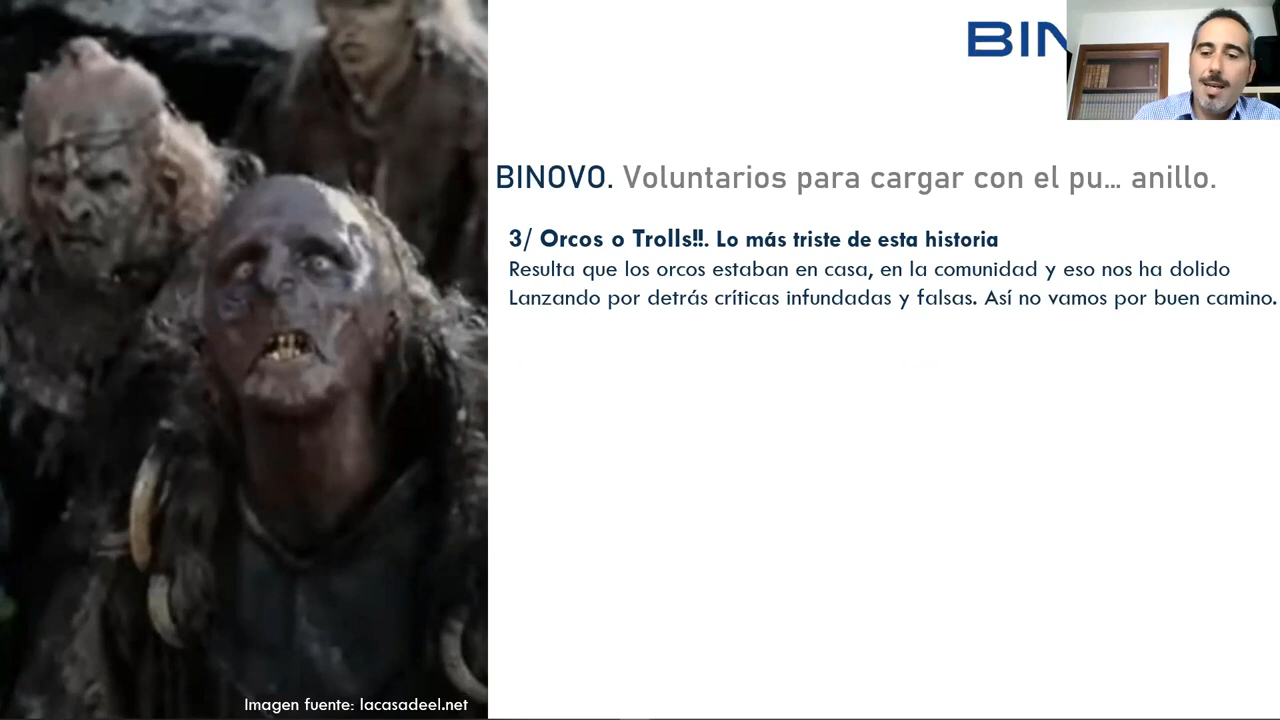 BIN
BINOVO. Voluntarios para cargar con el pu... anillo.
3/ Orcos o Trolls!!. Lo más triste de esta historia
Resulta que los orcos estaban en casa, en la comunidad y eso nos ha dolido
Lanzando por detrás críticas infundadas y falsas. Así no vamos por buen camino.
Imagen fuente: lacasadeel.net